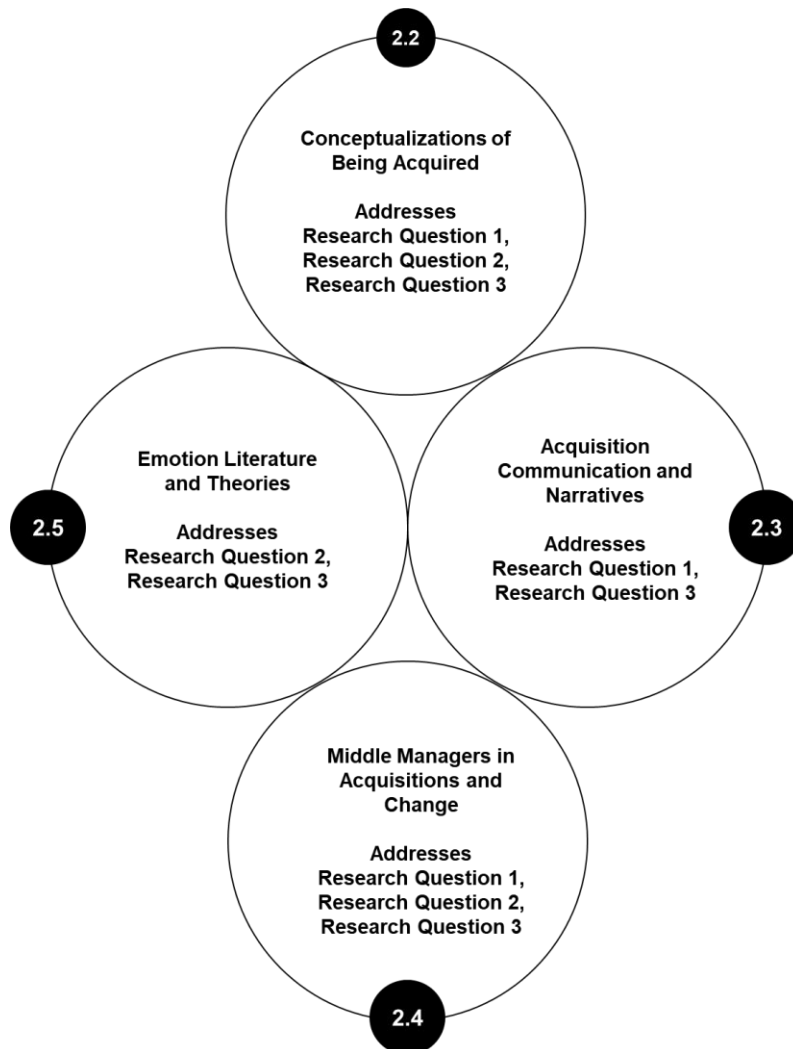 2.2
Conceptualizations of
Being Acquired
Addresses
Research Question 1,
Research Question 2,
Research Question 3
Emotion Literature
and Theories
Addresses
Research Question 2,
Research Question 3
2.5
Acquisition
Communication and
Narratives
Addresses
Research Question 1,
Research Question 3
2.3
Middle Managers in
Acquisitions and
Change
Addresses
Research Question 1,
Research Question 2,
Research Question 3
2.4